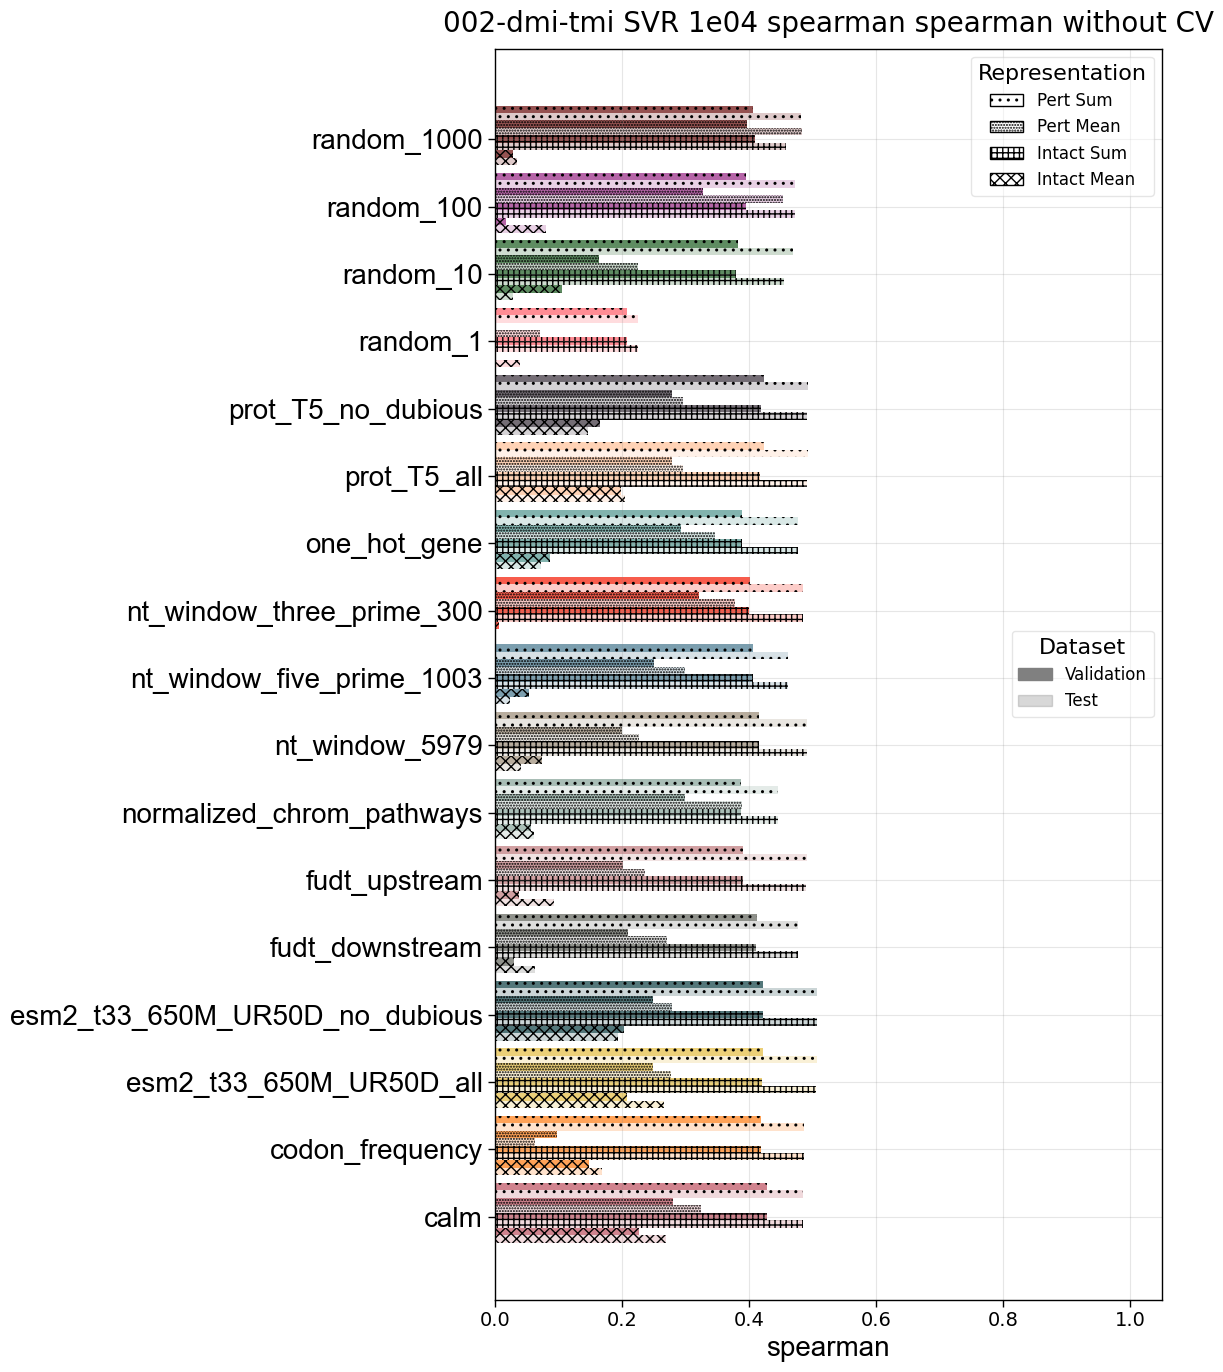 002-dmi-tmi SVR 1e04 spearman spearman without CV
Representation
Pert Sum
Pert Mean
Intact Sum
Intact Mean
random_1000
random_100
random_10
random_1
prot_T5_no_dubious
prot_T5_all
one_hot_gene
nt_window_three_prime_300
Dataset
Validation
Test
nt_window_five_prime_1003
nt_window_5979
normalized_chrom_pathways
fudt_upstream
fudt_downstream
esm2_t33_650M_UR50D_no_dubious
esm2_t33_650M_UR50D_all
codon_frequency
calm
0.0 0.2 0.4 0.6 0.8 1.0
spearman